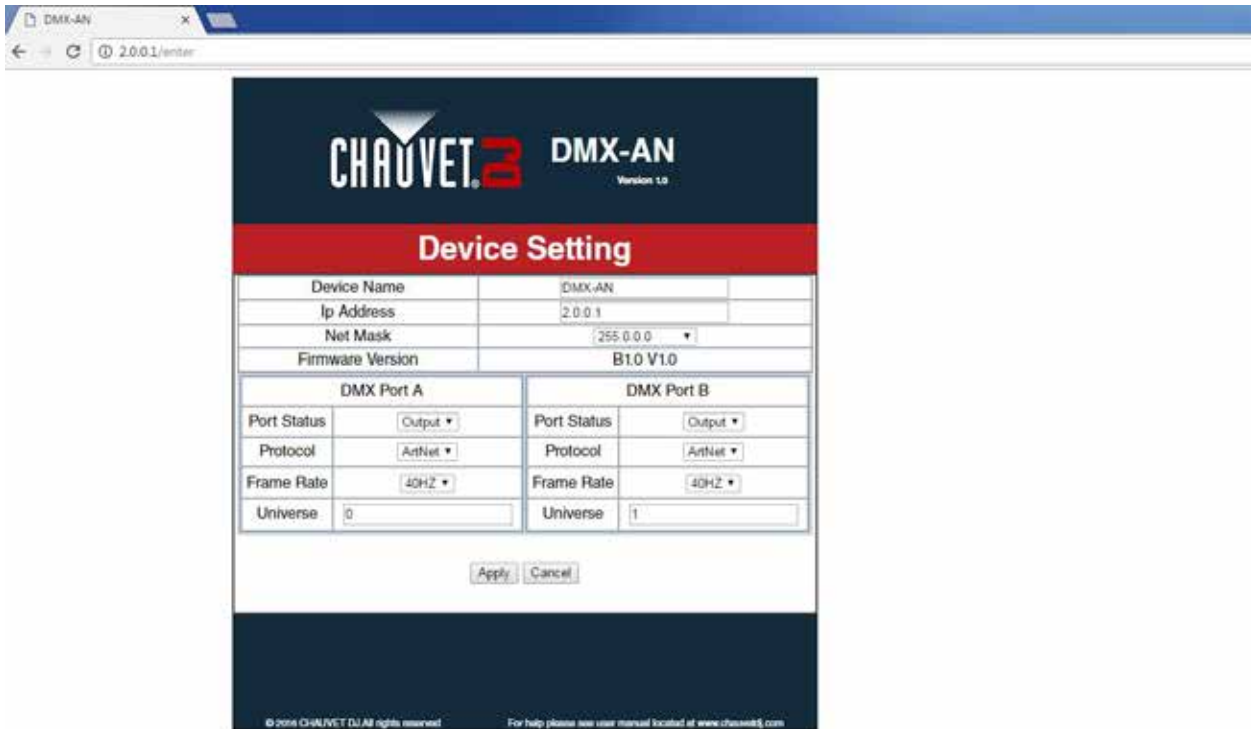 DMX-AN
2.0.0.1/enter
CHAUVET® DJ
DMX-AN
Version 1.0
Device Setting
Device Name DMX-AN
Ip Address 2.0.0.1
Net Mask 255.0.0.0
Firmware Version B1.0 V1.0
DMX Port A DMX Port B
Port Status Output Port Status Output
Protocol ArtNet Protocol ArtNet
Frame Rate 40HZ Frame Rate 40HZ
Universe 0 Universe 1
Apply Cancel
© 2016 CHAUVET DJ All rights reserved For help please see user manual located at www.chauvetdj.com